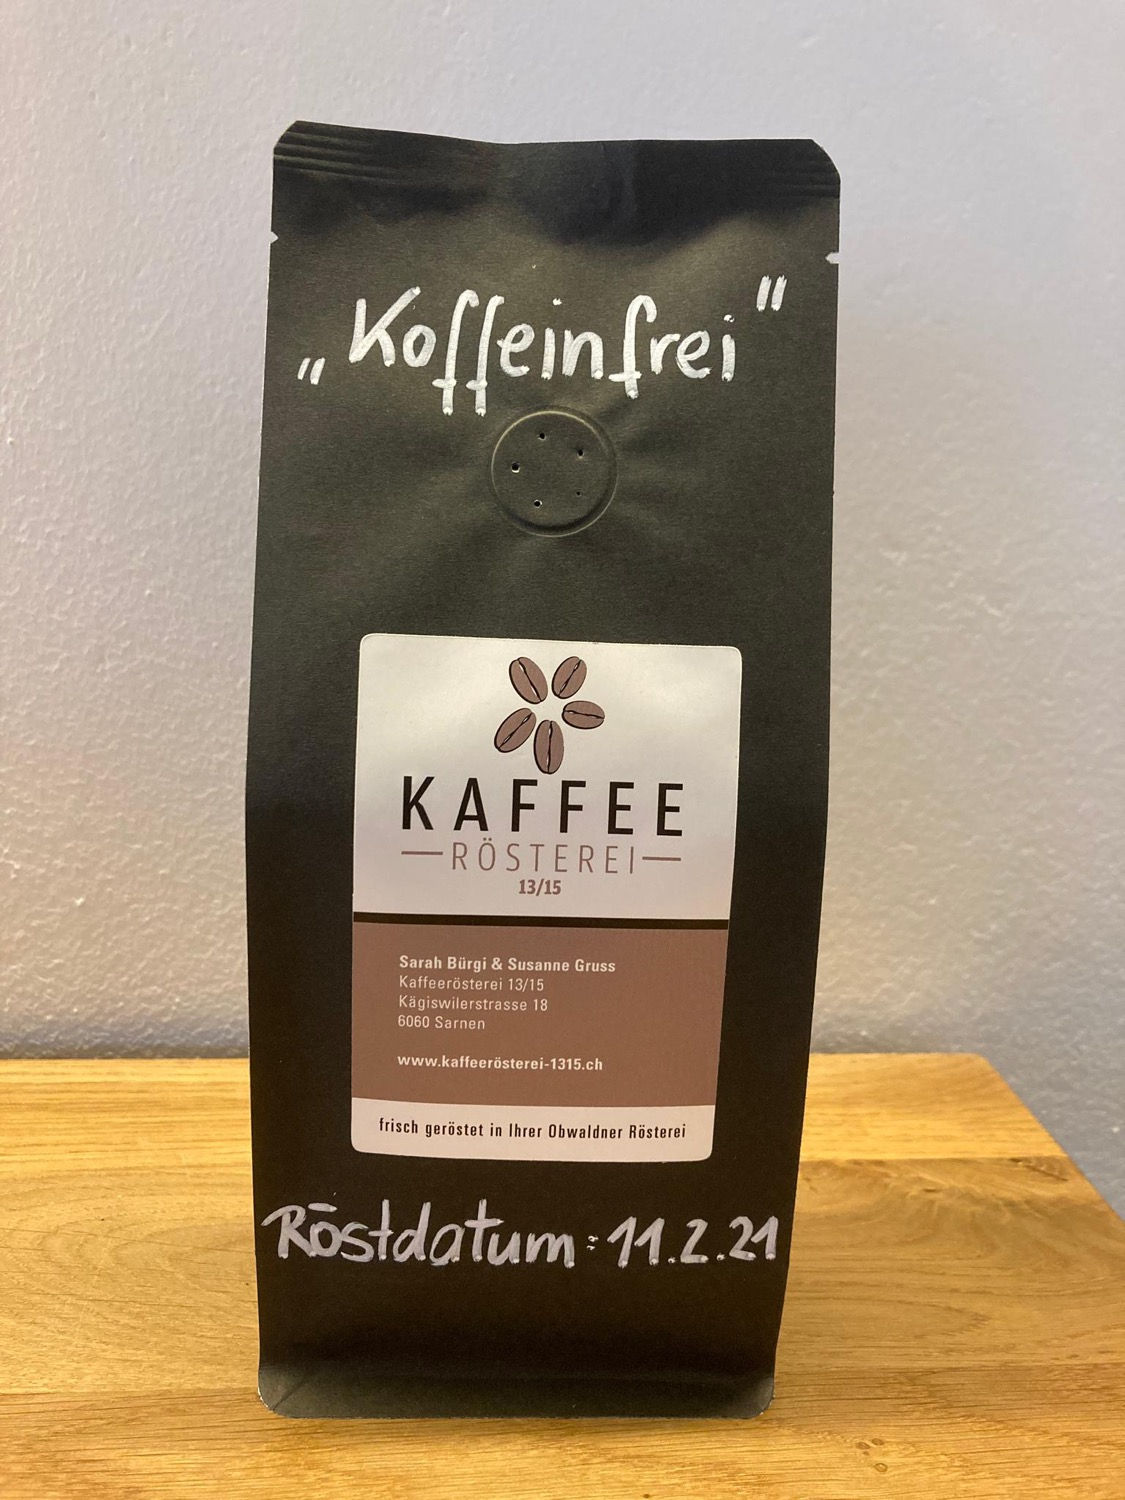 „Koffeinfrei"
KAFFEE
RÖSTEREI
13/15
Sarah Bürgi & Susanne Gruss
Kaffeerösterei 13/15
Kägiswilerstrasse 18
6060 Sarnen
www.kaffeerösterei-1315.ch
frisch geröstet in Ihrer Obwaldner Rösterei
Röstdatum: 11.2.21